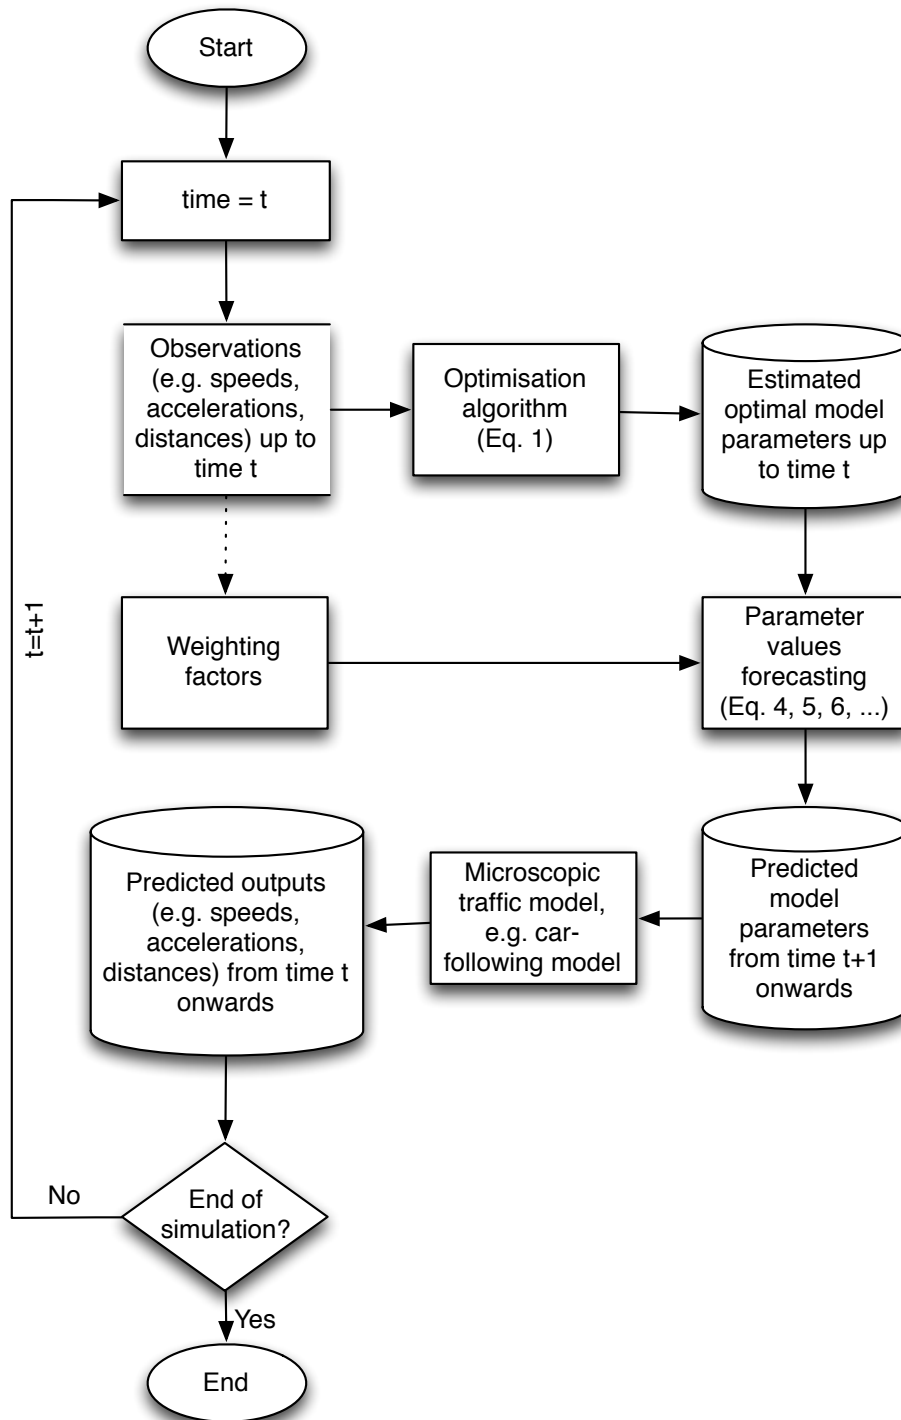 Start
time = t
Observations
(e.g. speeds,
accelerations,
distances) up to
time t
Optimisation
algorithm
(Eq. 1)
Estimated
optimal model
parameters up
to time t
t=t+1
Weighting
factors
Parameter
values
forecasting
(Eq. 4, 5, 6, ...)
Predicted outputs
(e.g. speeds,
accelerations,
distances) from time t
onwards
Microscopic
traffic model,
e.g. car-
following model
Predicted
model
parameters
from time t+1
onwards
No
End of
simulation?
Yes
End